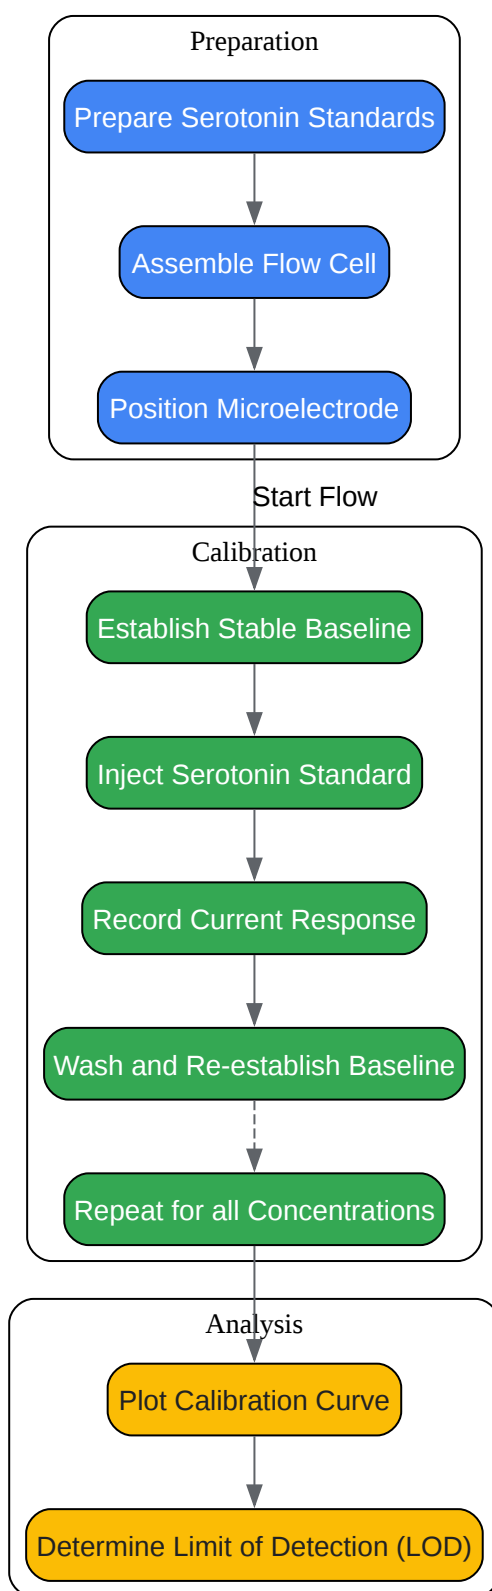 Preparation
Prepare Serotonin Standards
Assemble Flow Cell
Position Microelectrode
Start Flow
Calibration
Establish Stable Baseline
Inject Serotonin Standard
Record Current Response
Wash and Re-establish Baseline
Repeat for all Concentrations
Analysis
Plot Calibration Curve
Determine Limit of Detection (LOD)